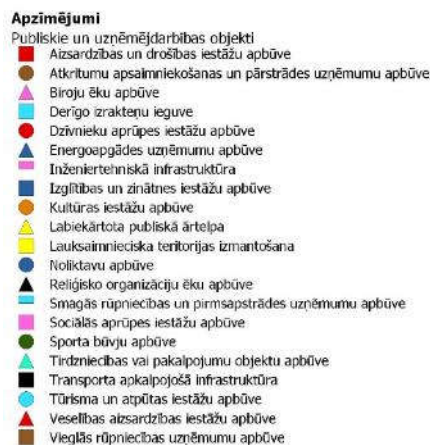 Apzīmējumi
Publiskie un uzņēmējdarbības objekti
Aizsardzības un drošības iestāžu apbūve
Atkritumu apsaimniekošanas un pārstrādes uzņēmumu apbūve
Biroju ēku apbūve
Derīgo izrakteņu ieguve
Dzīvnieku aprūpes iestāžu apbūve
Energoapgādes uzņēmumu apbūve
Inženiertehniskā infrastruktūra
Izglītības un zinātnes iestāžu apbūve
Kultūras iestāžu apbūve
Labiekārtota publiskā ārtelpa
Lauksaimnieciska teritorijas izmantošana
Noliktavu apbūve
Reliģisko organizāciju ēku apbūve
Smagās rūpniecības un pirmsapstrādes uzņēmumu apbūve
Sociālās aprūpes iestāžu apbūve
Sporta būvju apbūve
Tirdzniecības vai pakalpojumu objektu apbūve
Transporta apkalpojošā infrastruktūra
Tūrisma un atpūtas iestāžu apbūve
Veselības aizsardzības iestāžu apbūve
Vieglās rūpniecības uzņēmumu apbūve